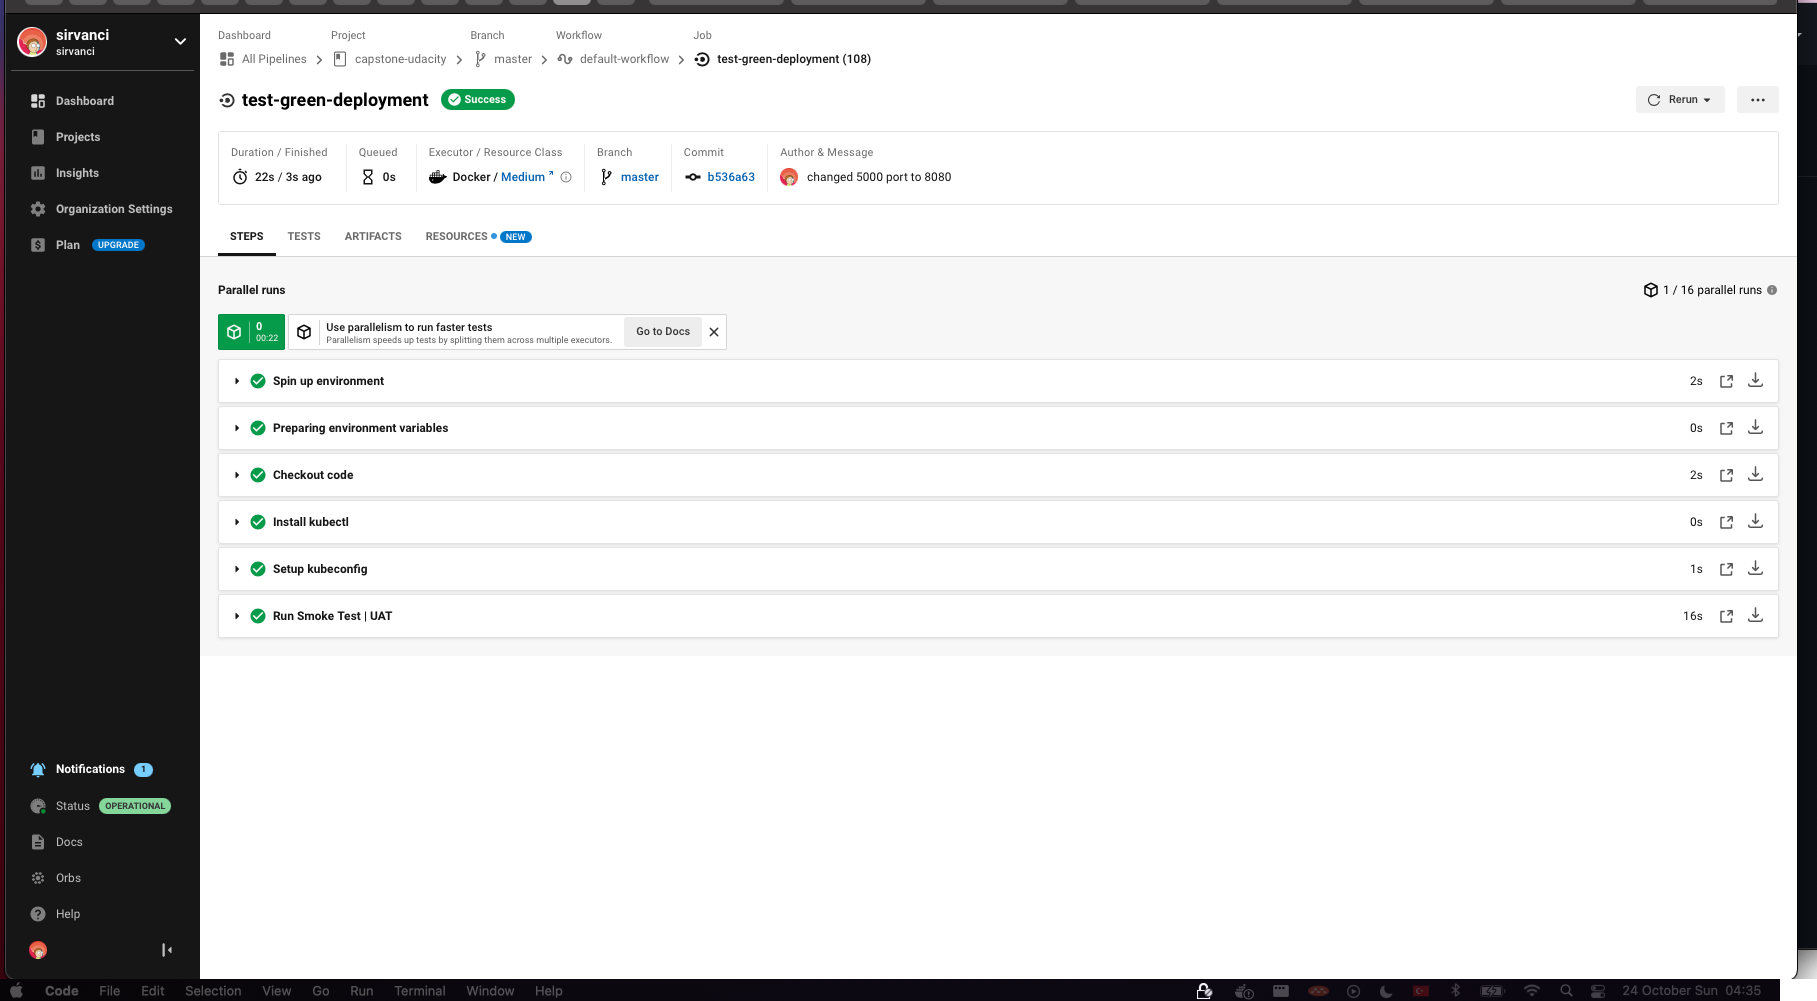 sirvanci
sirvanci
Dashboard
Projects
Insights
Organization Settings
Plan UPGRADE
Notifications 1
Status OPERATIONAL
Docs
Orbs
Help
Dashboard Project Branch Workflow Job
All Pipelines capstone-udacity master default-workflow test-green-deployment (108)
test-green-deployment Success
Rerun
Duration / Finished Queued Executor / Resource Class Branch Commit Author & Message
22s / 3s ago 0s Docker / Medium master b536a63 changed 5000 port to 8080
STEPS TESTS ARTIFACTS RESOURCES NEW
Parallel runs
1 / 16 parallel runs
0
00:22
Use parallelism to run faster tests
Parallelism speeds up tests by splitting them across multiple executors.
Go to Docs
Spin up environment 2s
Preparing environment variables 0s
Checkout code 2s
Install kubectl 0s
Setup kubeconfig 1s
Run Smoke Test | UAT 16s
Code File Edit Selection View Go Run Terminal Window Help 24 October Sun 04:35